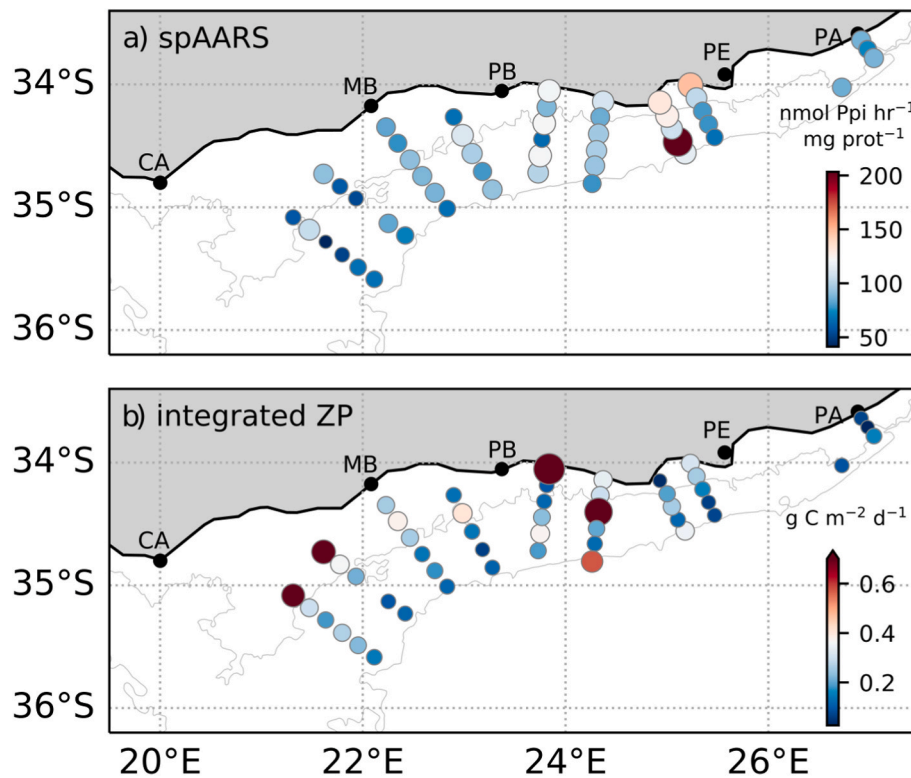 a) spAARS
PA
PE
PB
MB
CA
34°S
35°S
36°S
nmol Ppi hr⁻¹
mg prot⁻¹
200
150
100
50
b) integrated ZP
PA
PE
PB
MB
CA
34°S
35°S
36°S
g C m⁻² d⁻¹
0.6
0.4
0.2
20°E 22°E 24°E 26°E